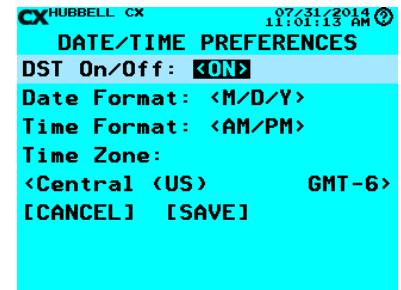 CX HUBBELL CX 07/31/2014
11:01:13 AM ?
DATE/TIME PREFERENCES
DST On/Off: <ON>
Date Format: <M/D/Y>
Time Format: <AM/PM>
Time Zone:
<Central (US) GMT-6>
[CANCEL] [SAVE]